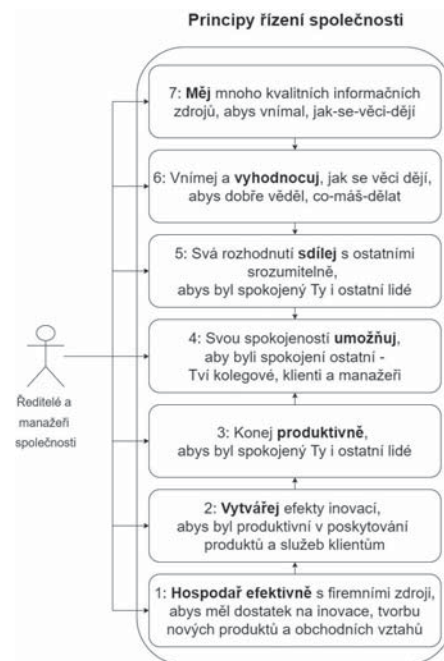 Principy řízení společnosti
7: Měj mnoho kvalitních informačních
zdrojů, abys vnímal, jak-se-věci-dějí
6: Vnímej a vyhodnocuj, jak se věci dějí,
abys dobře věděl, co-máš-dělat
5: Svá rozhodnutí sdílej s ostatními
srozumitelně,
abys byl spokojený Ty i ostatní lidé
4: Svou spokojeností umožňuj,
aby byli spokojení ostatní -
Tví kolegové, klienti a manažeři
Ředitelé a
manažeři
společnosti
3: Konej produktivně,
abys byl spokojený Ty i ostatní lidé
2: Vytvářej efekty inovací,
abys byl produktivní v poskytování
produktů a služeb klientům
1: Hospodař efektivně s firemními zdroji,
abys měl dostatek na inovace, tvorbu
nových produktů a obchodních vztahů